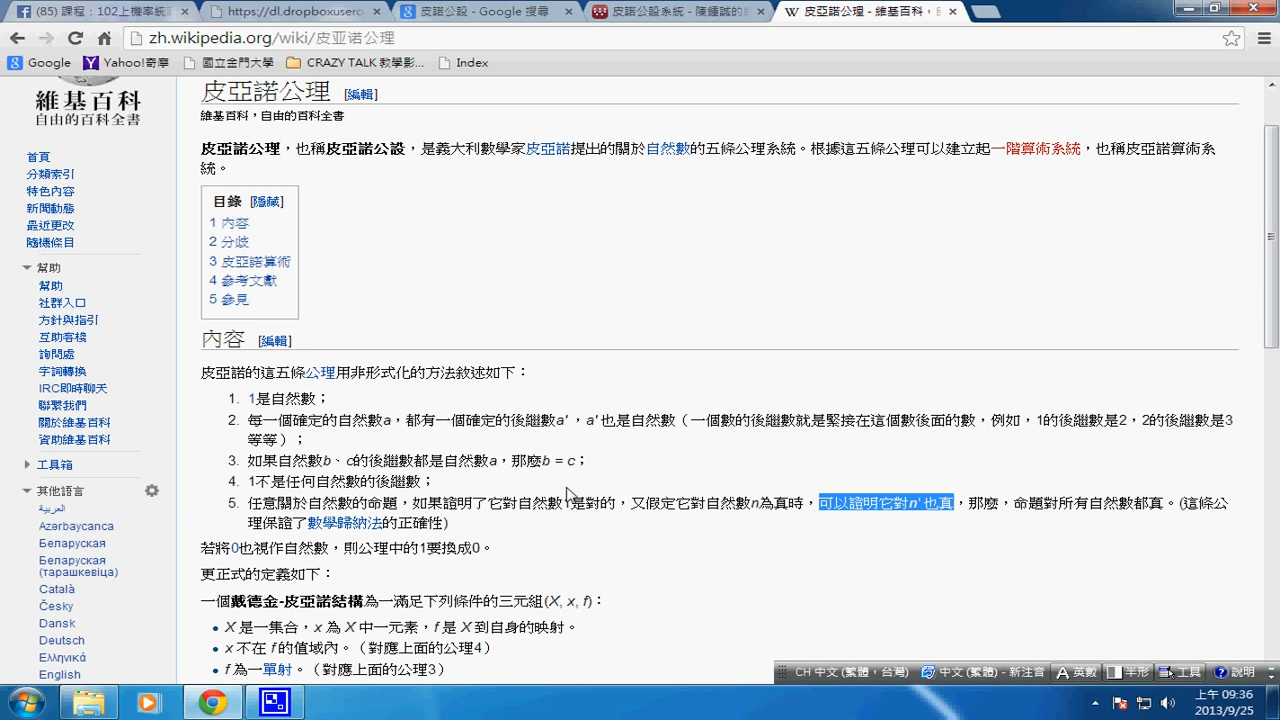 (85) 課程：102上機率統計
https://dl.dropboxuserc
皮諾公設 - Google 搜尋
皮諾公設系統 - 陳鍾誠的
皮亞諾公理 - 維基百科，
zh.wikipedia.org/wiki/皮亚诺公理
Google
Yahoo!奇摩
國立金門大學
CRAZY TALK 教學影...
Index
維基百科
自由的百科全書
首頁
分類索引
特色內容
新聞動態
最近更改
隨機條目
幫助
幫助
社群入口
方針與指引
互助客棧
詢問處
字詞轉換
IRC即時聊天
聯繫我們
關於維基百科
資助維基百科
工具箱
其他語言
العربية
Azərbaycanca
Беларуская
Беларуская
(тарашкевіца)
Català
Česky
Dansk
Deutsch
Ελληνικά
English
皮亞諾公理 [編輯]
維基百科，自由的百科全書
皮亞諾公理，也稱皮亞諾公設，是義大利數學家皮亞諾提出的關於自然數的五條公理系統。根據這五條公理可以建立起一階算術系統，也稱皮亞諾算術系
統。
目錄 [隱藏]
1 內容
2 分歧
3 皮亞諾算術
4 參考文獻
5 參見
內容 [編輯]
皮亞諾的這五條公理用非形式化的方法敘述如下：
1. 1是自然數；
2. 每一個確定的自然數a，都有一個確定的後繼數a'，a'也是自然數（一個數的後繼數就是緊接在這個數後面的數，例如，1的後繼數是2，2的後繼數是3
等等）；
3. 如果自然數b、c的後繼數都是自然數a，那麼b = c；
4. 1不是任何自然數的後繼數；
5. 任意關於自然數的命題，如果證明了它對自然數1是對的，又假定它對自然數n為真時，可以證明它對n'也真，那麼，命題對所有自然數都真。(這條公
理保證了數學歸納法的正確性)
若將0也視作自然數，則公理中的1要換成0。
更正式的定義如下：
一個戴德金-皮亞諾結構為一滿足下列條件的三元組(X, x, f)：
X 是一集合，x 為 X 中一元素，f 是 X 到自身的映射。
x 不在 f 的值域內。（對應上面的公理4）
f 為一單射。（對應上面的公理3）
CH 中文 (繁體，台灣)
中文 (繁體) - 新注音
英數
半形
工具
說明
上午 09:36
2013/9/25